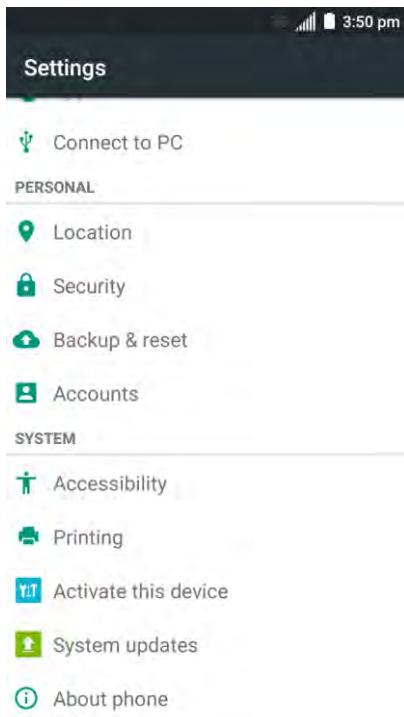 3:50 pm
Settings
Connect to PC
PERSONAL
Location
Security
Backup & reset
Accounts
SYSTEM
Accessibility
Printing
Activate this device
System updates
About phone